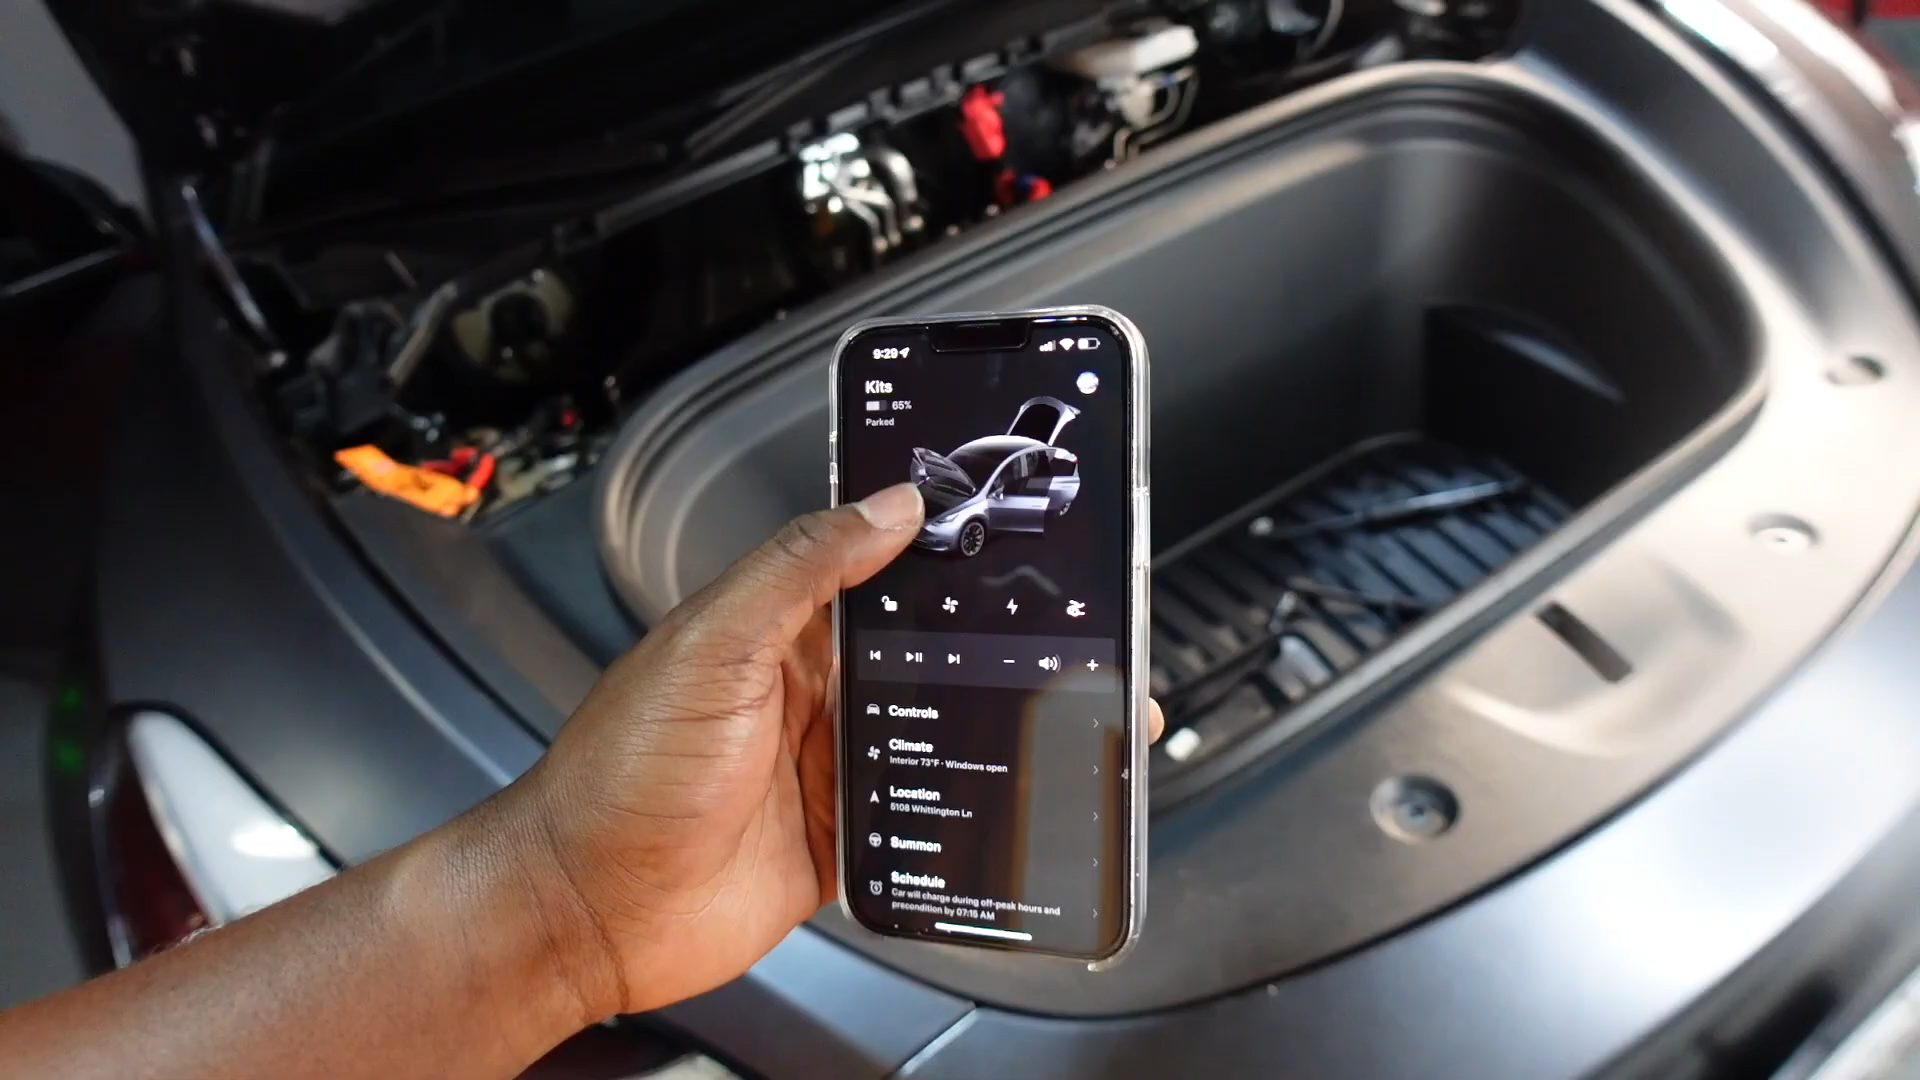 9:29
Kits
65%
Parked
Controls
Climate
Interior 73°F · Windows open
Location
5108 Whittington Ln
Summon
Schedule
Car will charge during off-peak hours and
precondition by 07:15 AM